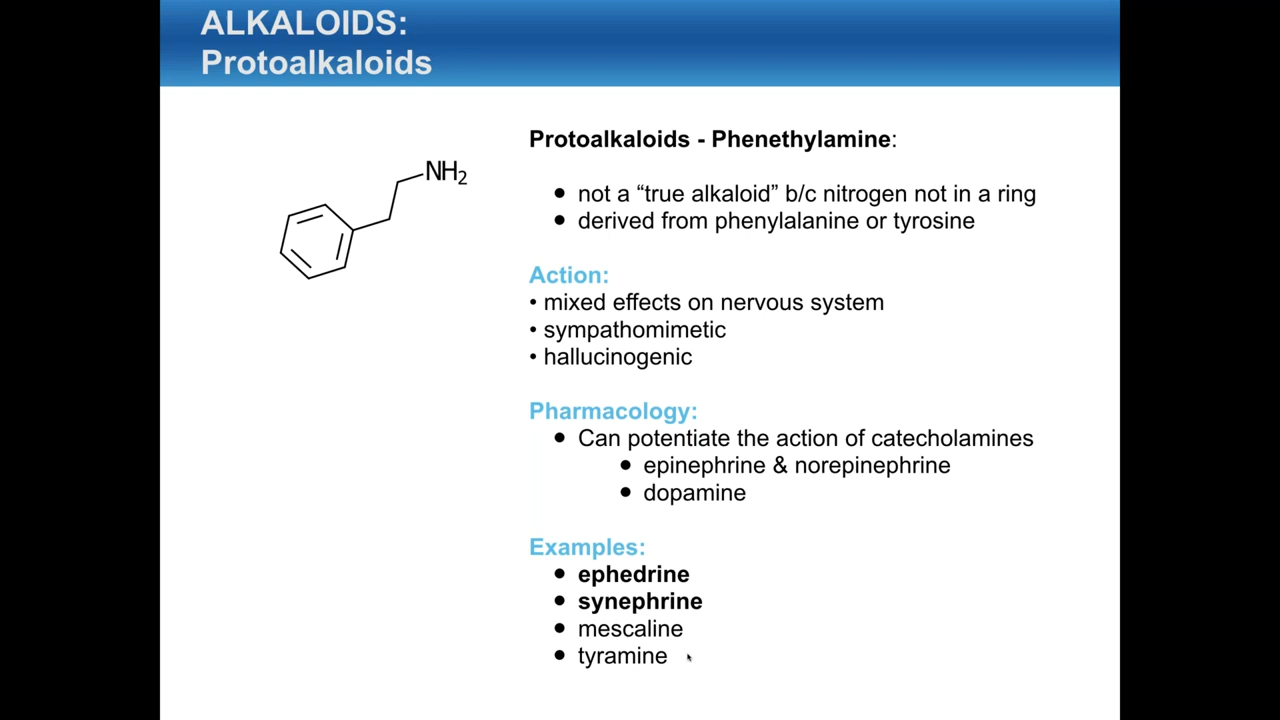 ALKALOIDS:
Protoalkaloids
NH2
Protoalkaloids - Phenethylamine:
● not a “true alkaloid” b/c nitrogen not in a ring
● derived from phenylalanine or tyrosine
Action:
• mixed effects on nervous system
• sympathomimetic
• hallucinogenic
Pharmacology:
● Can potentiate the action of catecholamines
● epinephrine & norepinephrine
● dopamine
Examples:
● ephedrine
● synephrine
● mescaline
● tyramine